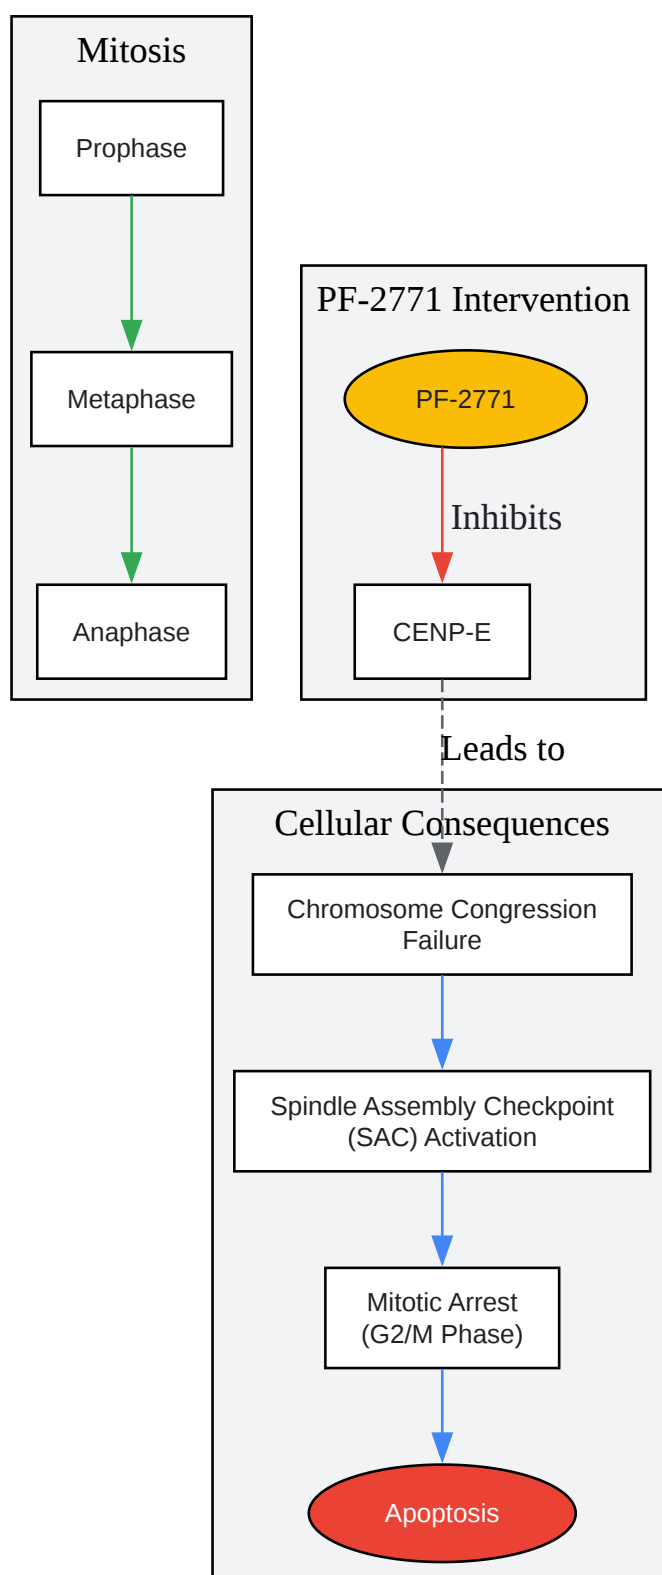 Mitosis
Prophase
Metaphase
Anaphase
PF-2771 Intervention
PF-2771
Inhibits
CENP-E
Leads to
Cellular Consequences
Chromosome Congression
Failure
Spindle Assembly Checkpoint
(SAC) Activation
Mitotic Arrest
(G2/M Phase)
Apoptosis